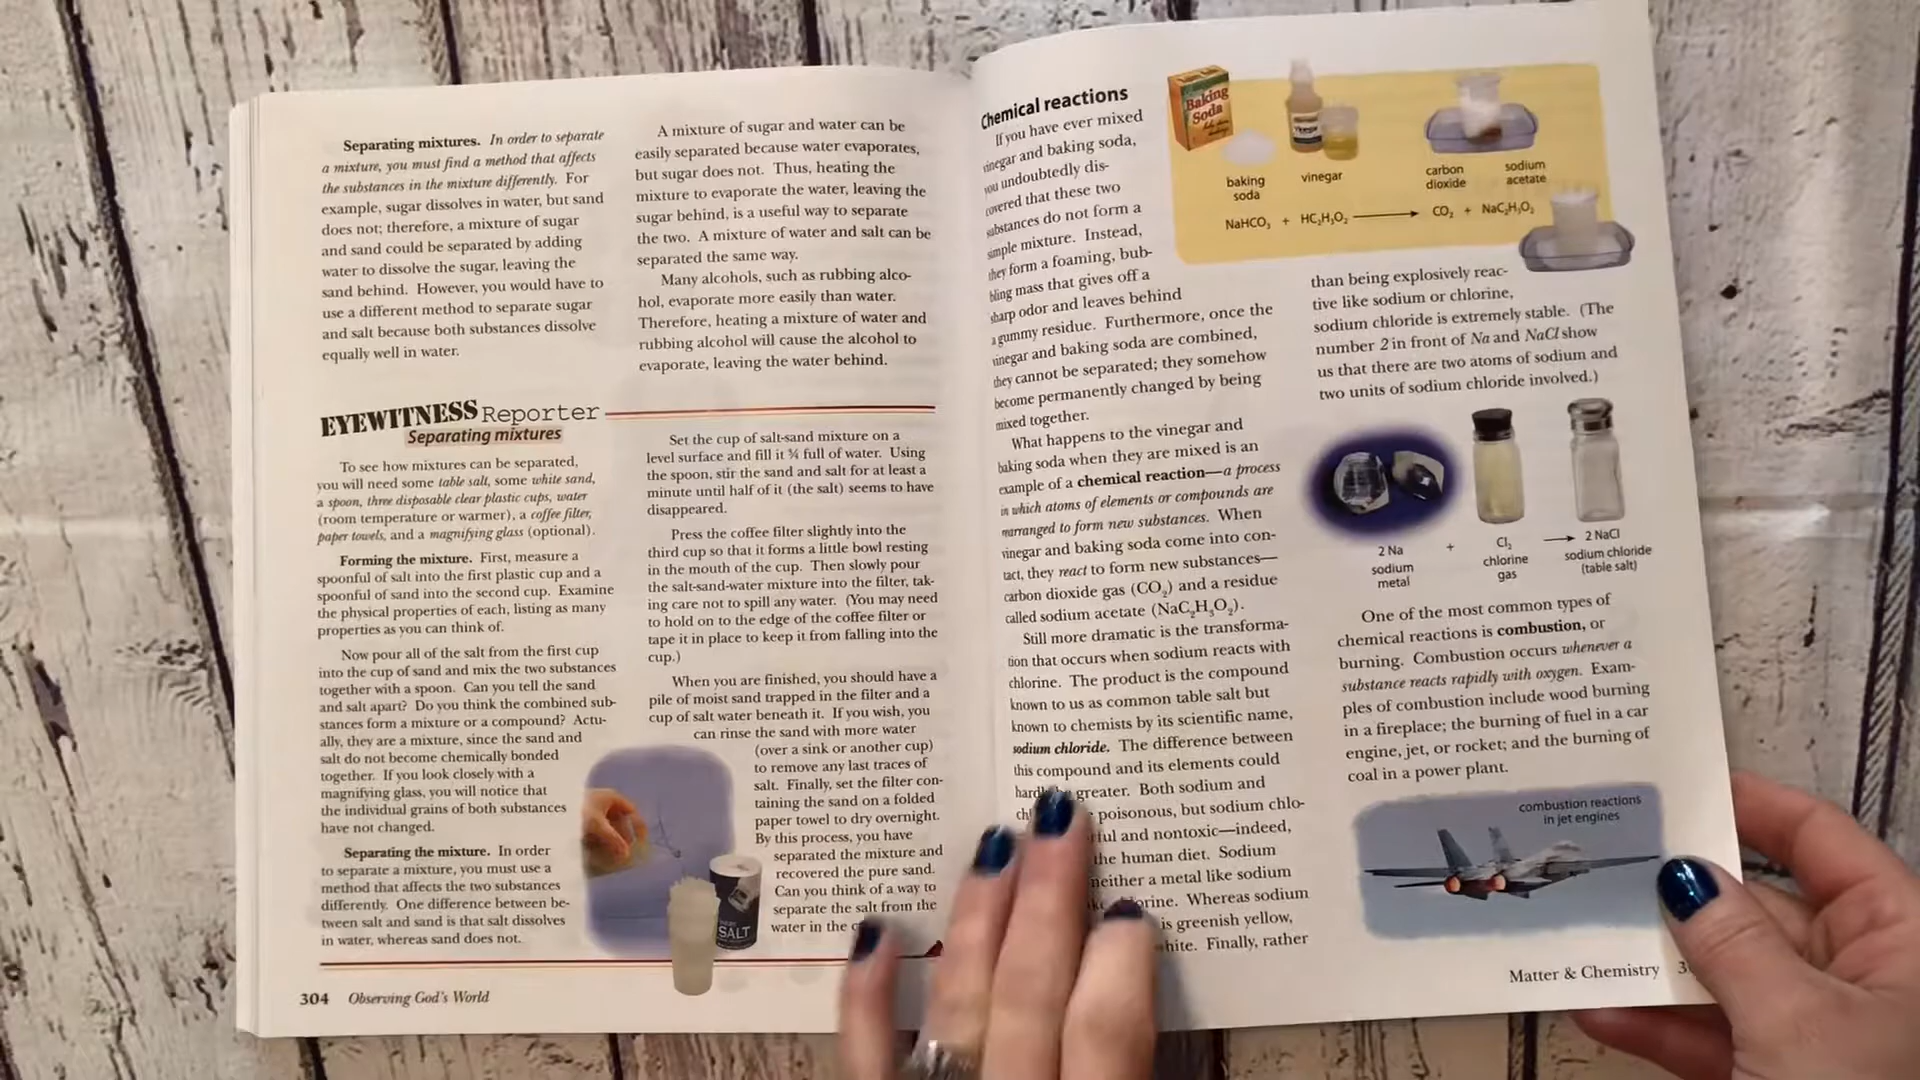 Separating mixtures. In order to separate
a mixture, you must find a method that affects
the substances in the mixture differently. For
example, sugar dissolves in water, but sand
does not; therefore, a mixture of sugar
and sand could be separated by adding
water to dissolve the sugar, leaving the
sand behind. However, you would have to
use a different method to separate sugar
and salt because both substances dissolve
equally well in water.
A mixture of sugar and water can be
easily separated because water evaporates,
but sugar does not. Thus, heating the
mixture to evaporate the water, leaving the
sugar behind, is a useful way to separate
the two. A mixture of water and salt can be
separated the same way.
Many alcohols, such as rubbing alco-
hol, evaporate more easily than water.
Therefore, heating a mixture of water and
rubbing alcohol will cause the alcohol to
evaporate, leaving the water behind.
EYEWITNESS Reporter
Separating mixtures
To see how mixtures can be separated,
you will need some table salt, some white sand,
a spoon, three disposable clear plastic cups, water
(room temperature or warmer), a coffee filter,
paper towels, and a magnifying glass (optional).
Forming the mixture. First, measure a
spoonful of salt into the first plastic cup and a
spoonful of sand into the second cup. Examine
the physical properties of each, listing as many
properties as you can think of.
Now pour all of the salt from the first cup
into the cup of sand and mix the two substances
together with a spoon. Can you tell the sand
and salt apart? Do you think the combined sub-
stances form a mixture or a compound? Actu-
ally, they are a mixture, since the sand and
salt do not become chemically bonded
together. If you look closely with a
magnifying glass, you will notice that
the individual grains of both substances
have not changed.
Separating the mixture. In order
to separate a mixture, you must use a
method that affects the two substances
differently. One difference between be-
tween salt and sand is that salt dissolves
in water, whereas sand does not.
Set the cup of salt-sand mixture on a
level surface and fill it ¾ full of water. Using
the spoon, stir the sand and salt for at least a
minute until half of it (the salt) seems to have
disappeared.
Press the coffee filter slightly into the
third cup so that it forms a little bowl resting
in the mouth of the cup. Then slowly pour
the salt-sand-water mixture into the filter, tak-
ing care not to spill any water. (You may need
to hold on to the edge of the coffee filter or
tape it in place to keep it from falling into the
cup.)
When you are finished, you should have a
pile of moist sand trapped in the filter and a
cup of salt water beneath it. If you wish, you
can rinse the sand with more water
(over a sink or another cup)
to remove any last traces of
salt. Finally, set the filter con-
taining the sand on a folded
paper towel to dry overnight.
By this process, you have
separated the mixture and
recovered the pure sand.
Can you think of a way to
separate the salt from the
water in the
SALT
304 Observing God's World
Chemical reactions
If you have ever mixed
vinegar and baking soda,
you undoubtedly dis-
covered that these two
substances do not form a
simple mixture. Instead,
they form a foaming, bub-
bling mass that gives off a
sharp odor and leaves behind
a gummy residue. Furthermore, once the
vinegar and baking soda are combined,
they cannot be separated; they somehow
become permanently changed by being
mixed together.
What happens to the vinegar and
baking soda when they are mixed is an
example of a chemical reaction—a process
in which atoms of elements or compounds are
rearranged to form new substances. When
vinegar and baking soda come into con-
tact, they react to form new substances—
carbon dioxide gas (CO₂) and a residue
called sodium acetate (NaC₂H₃O₂).
Still more dramatic is the transforma-
tion that occurs when sodium reacts with
chlorine. The product is the compound
known to us as common table salt but
known to chemists by its scientific name,
sodium chloride. The difference between
this compound and its elements could
hardly be greater. Both sodium and
poisonous, but sodium chlo-
and nontoxic—indeed,
the human diet. Sodium
neither a metal like sodium
Whereas sodium
is greenish yellow,
Finally, rather
Baking
Soda
Vinegar
baking
soda
vinegar
carbon
dioxide
sodium
acetate
NaHCO₃ + HC₂H₃O₂ ⟶ CO₂ + NaC₂H₃O₂
than being explosively reac-
tive like sodium or chlorine,
sodium chloride is extremely stable. (The
number 2 in front of Na and NaCl show
us that there are two atoms of sodium and
two units of sodium chloride involved.)
2 Na + Cl₂ ⟶ 2 NaCl
sodium
metal
chlorine
gas
sodium chloride
(table salt)
One of the most common types of
chemical reactions is combustion, or
burning. Combustion occurs whenever a
substance reacts rapidly with oxygen. Exam-
ples of combustion include wood burning
in a fireplace; the burning of fuel in a car
engine, jet, or rocket; and the burning of
coal in a power plant.
combustion reactions
in jet engines
Matter & Chemistry